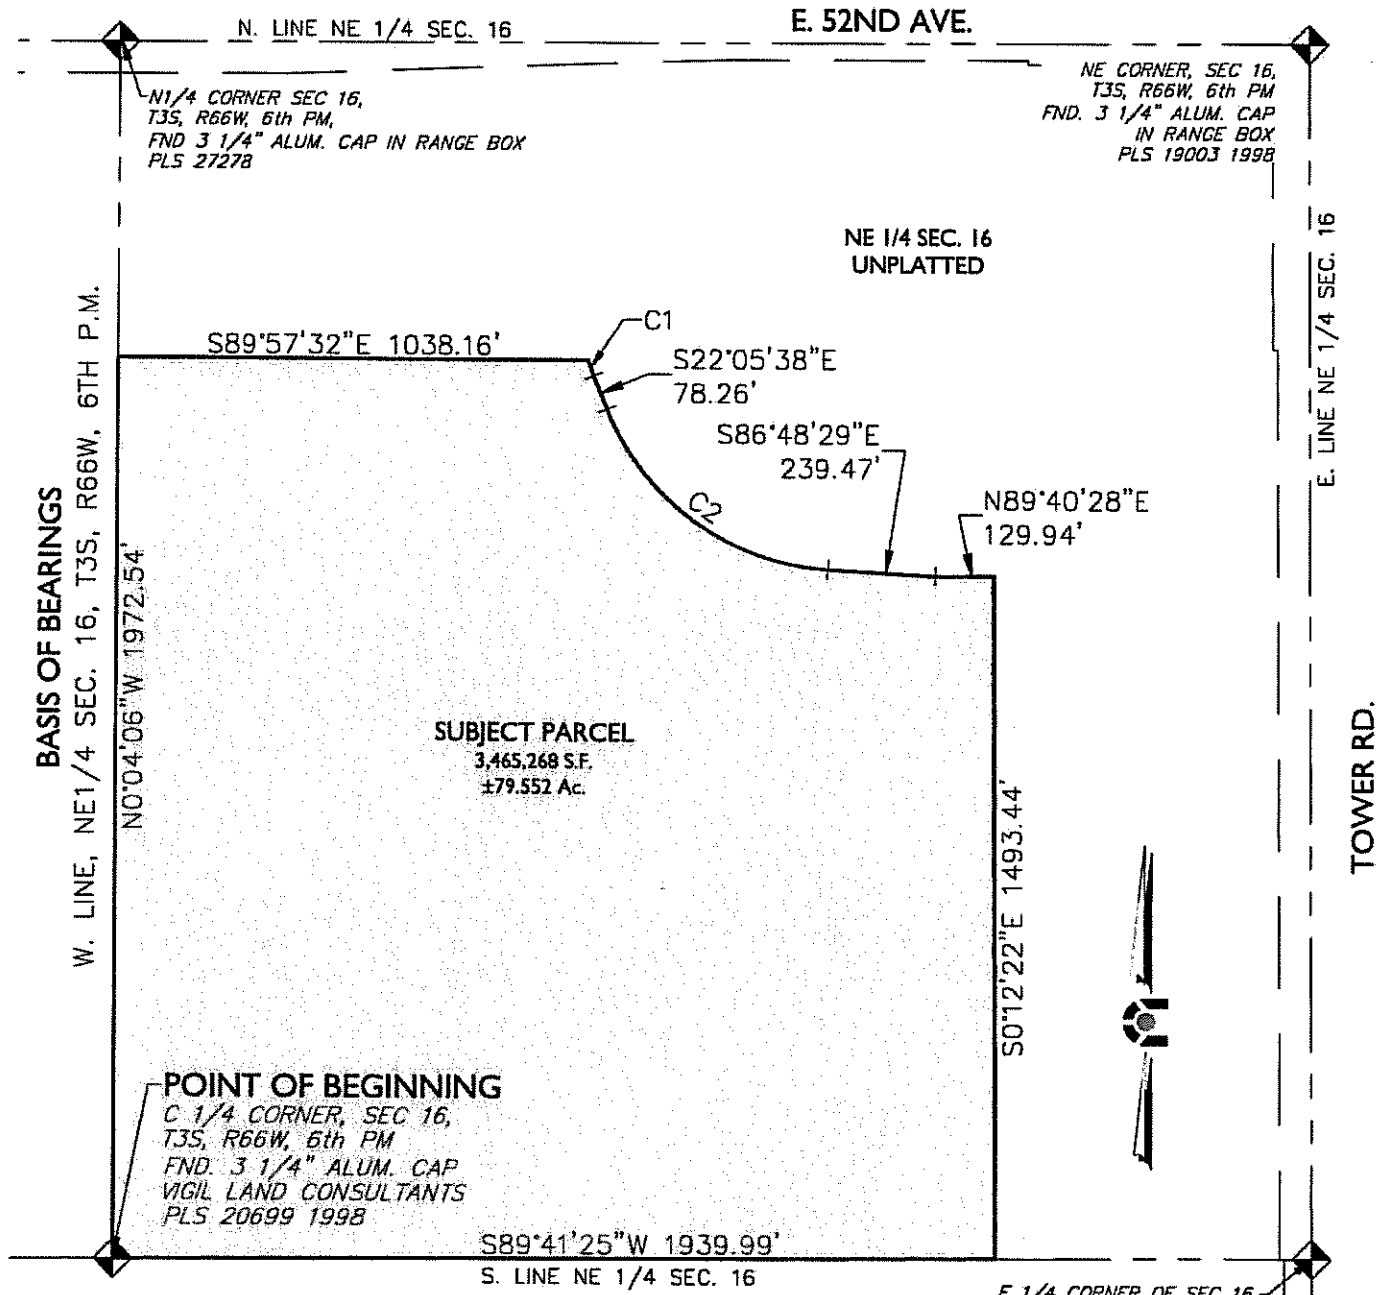 N. LINE NE 1/4 SEC. 16
E. 52ND AVE.
N1/4 CORNER SEC 16,
T3S, R66W, 6th PM,
FND 3 1/4" ALUM. CAP IN RANGE BOX
PLS 27278
NE CORNER, SEC 16,
T3S, R66W, 6th PM
FND. 3 1/4" ALUM. CAP
IN RANGE BOX
PLS 19003 1998
NE 1/4 SEC. 16
UNPLATTED
E. LINE NE 1/4 SEC. 16
S89°57'32"E 1038.16'
C1
S22°05'38"E
78.26'
S86°48'29"E
239.47'
C2
N89°40'28"E
129.94'
BASIS OF BEARINGS
W. LINE, NE1/4 SEC. 16, T3S, R66W, 6TH P.M.
N0°04'06"W 1972.54'
SUBJECT PARCEL
3,465,268 S.F.
±79.552 Ac.
S0°12'22"E 1493.44'
TOWER RD.
POINT OF BEGINNING
C 1/4 CORNER, SEC 16,
T3S, R66W, 6th PM
FND. 3 1/4" ALUM. CAP
VIGIL LAND CONSULTANTS
PLS 20699 1998
S89°41'25"W 1939.99'
S. LINE NE 1/4 SEC. 16
E 1/4 CORNER OF SEC 16